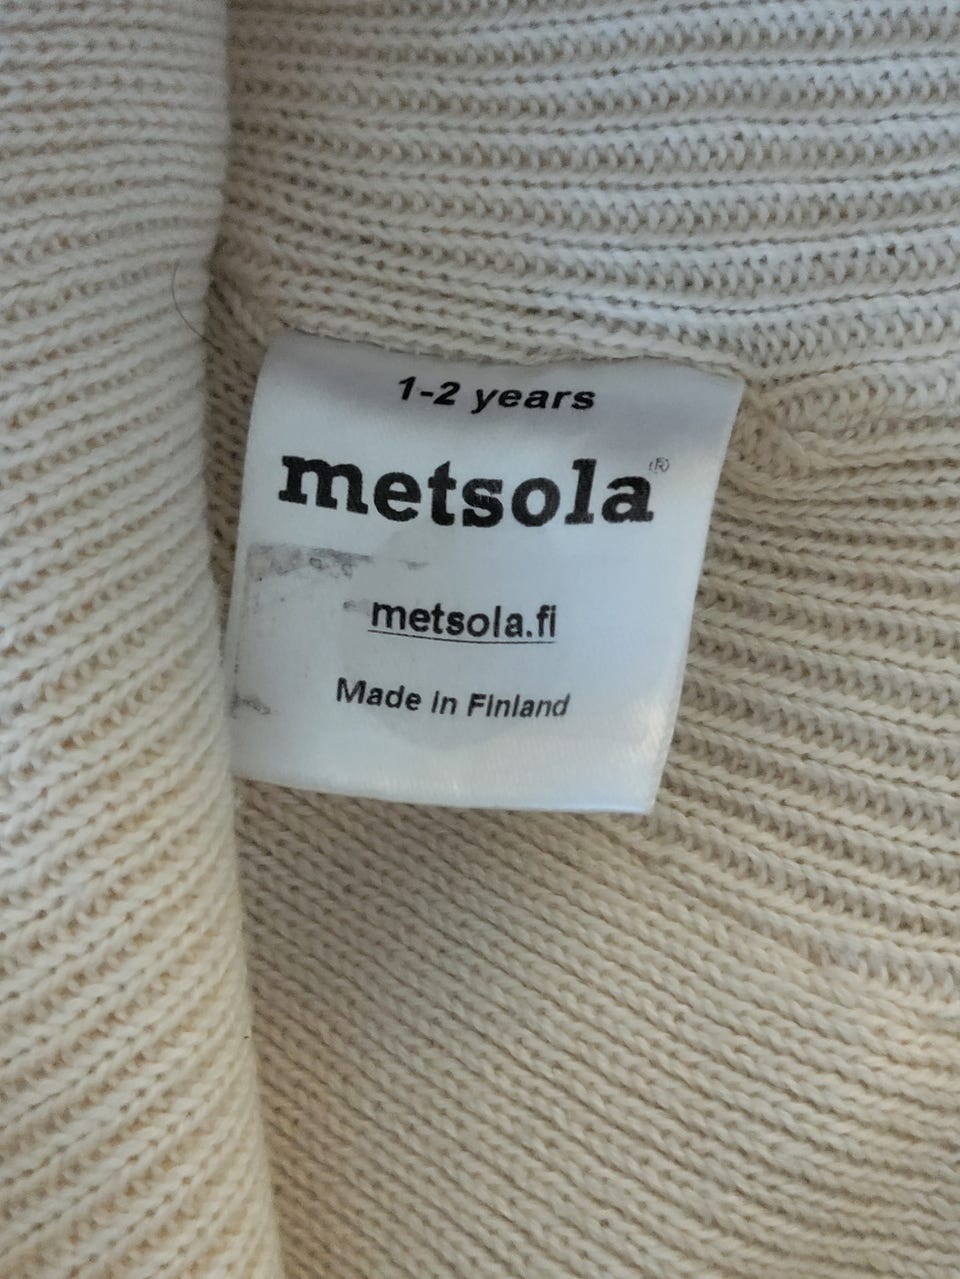 1-2 years
metsola®
metsola.fi
Made in Finland